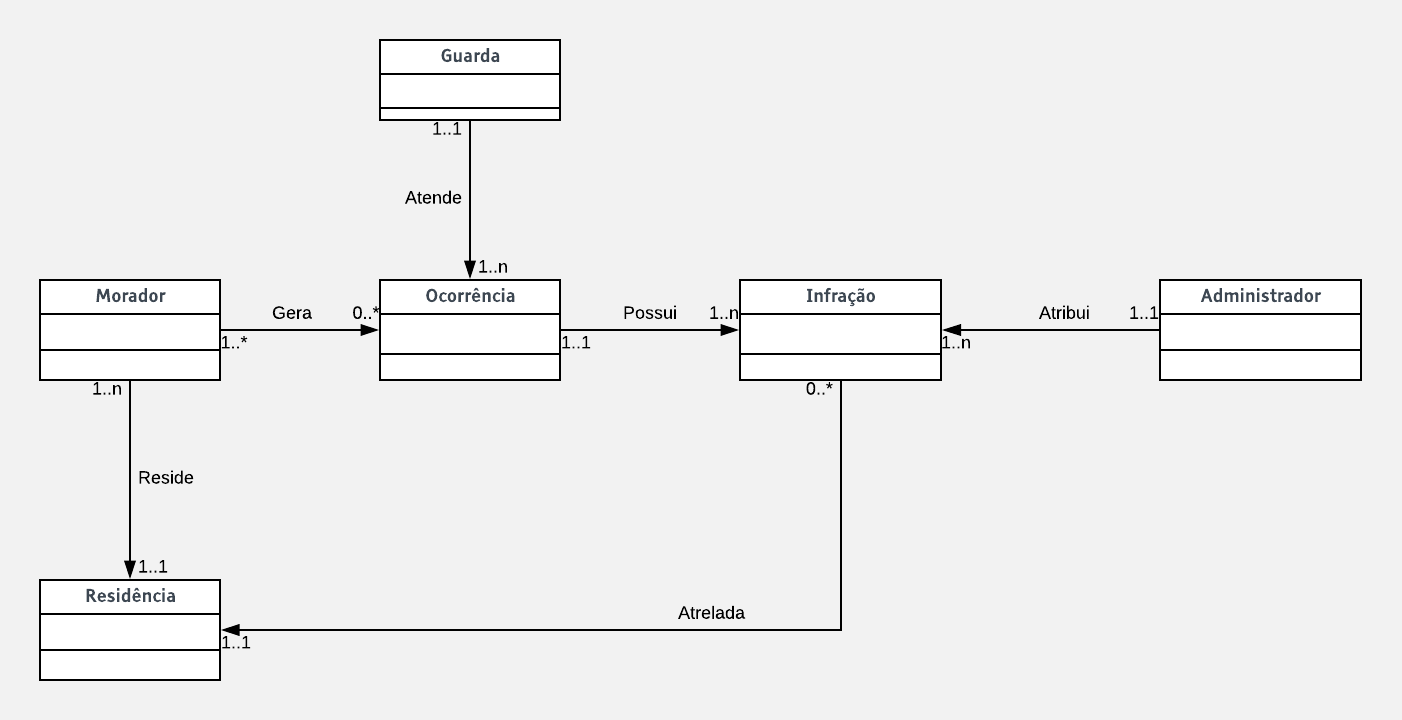 Guarda
1..1
Atende
1..n
Morador
Ocorrência
Infração
Administrador
Gera
0..*
Possui
1..n
Atribui
1..1
1..*
1..1
1..n
1..n
0..*
Reside
1..1
Residência
Atrelada
1..1